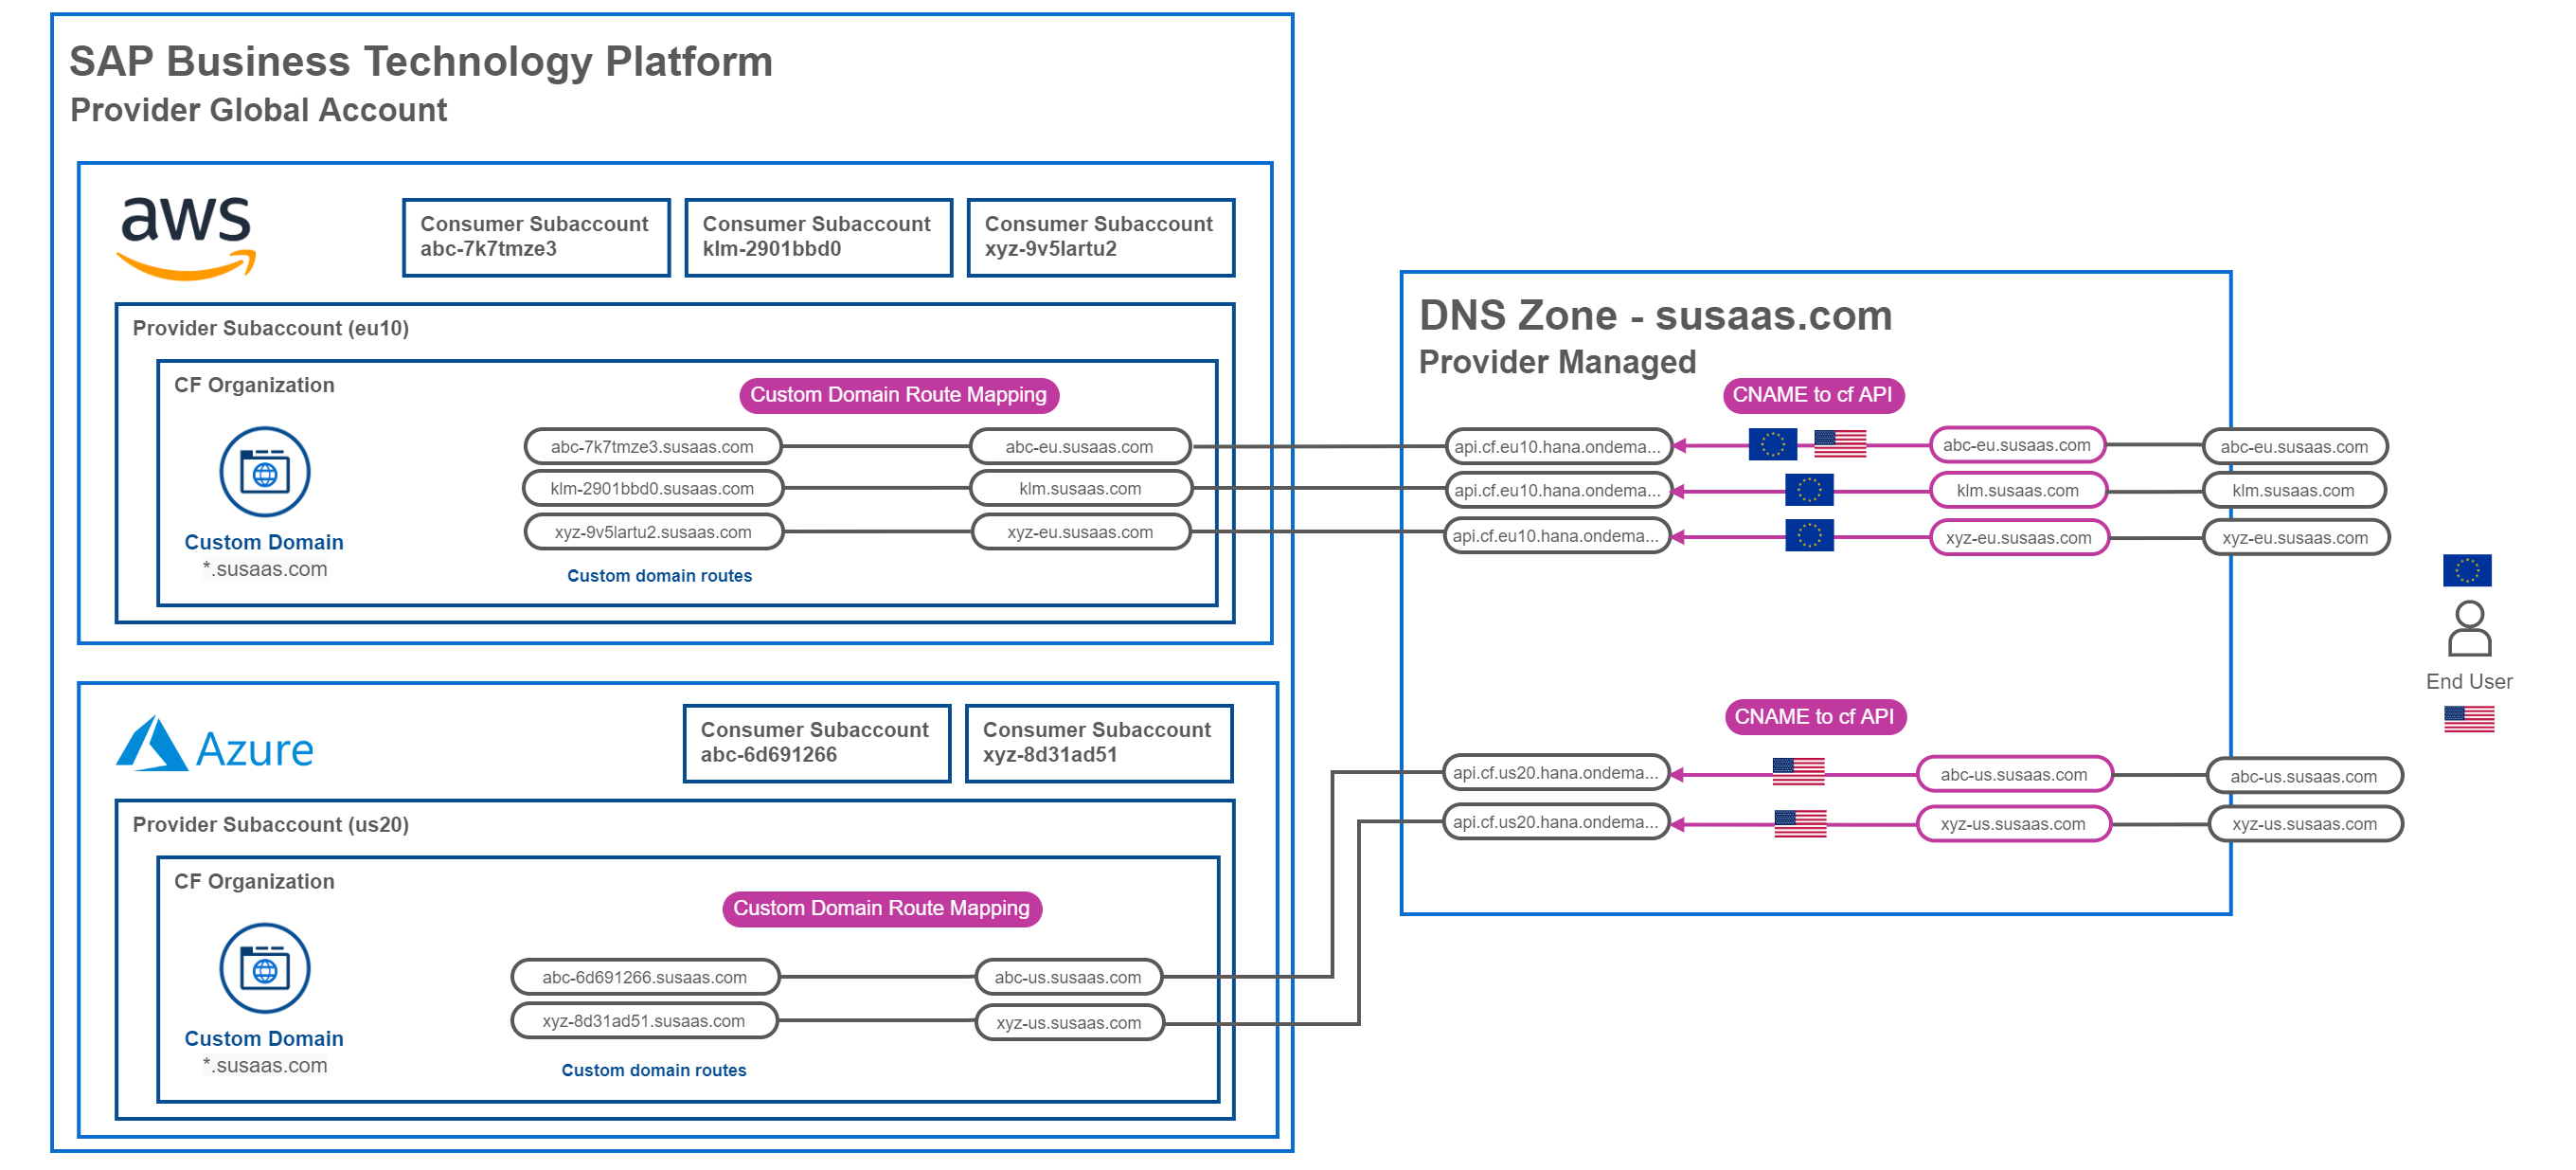 SAP Business Technology Platform
Provider Global Account
aws
Consumer Subaccount
abc-7k7tmze3
Consumer Subaccount
klm-2901bbd0
Consumer Subaccount
xyz-9v5lartu2
Provider Subaccount (eu10)
CF Organization
Custom Domain Route Mapping
abc-7k7tmze3.susaas.com
abc-eu.susaas.com
klm-2901bbd0.susaas.com
klm.susaas.com
xyz-9v5lartu2.susaas.com
xyz-eu.susaas.com
Custom Domain
*.susaas.com
Custom domain routes
Azure
Consumer Subaccount
abc-6d691266
Consumer Subaccount
xyz-8d31ad51
Provider Subaccount (us20)
CF Organization
Custom Domain Route Mapping
abc-6d691266.susaas.com
abc-us.susaas.com
xyz-8d31ad51.susaas.com
xyz-us.susaas.com
Custom Domain
*.susaas.com
Custom domain routes
DNS Zone - susaas.com
Provider Managed
CNAME to cf API
api.cf.eu10.hana.ondema...
abc-eu.susaas.com
abc-eu.susaas.com
api.cf.eu10.hana.ondema...
klm.susaas.com
klm.susaas.com
api.cf.eu10.hana.ondema...
xyz-eu.susaas.com
xyz-eu.susaas.com
CNAME to cf API
api.cf.us20.hana.ondema...
abc-us.susaas.com
abc-us.susaas.com
api.cf.us20.hana.ondema...
xyz-us.susaas.com
xyz-us.susaas.com
End User